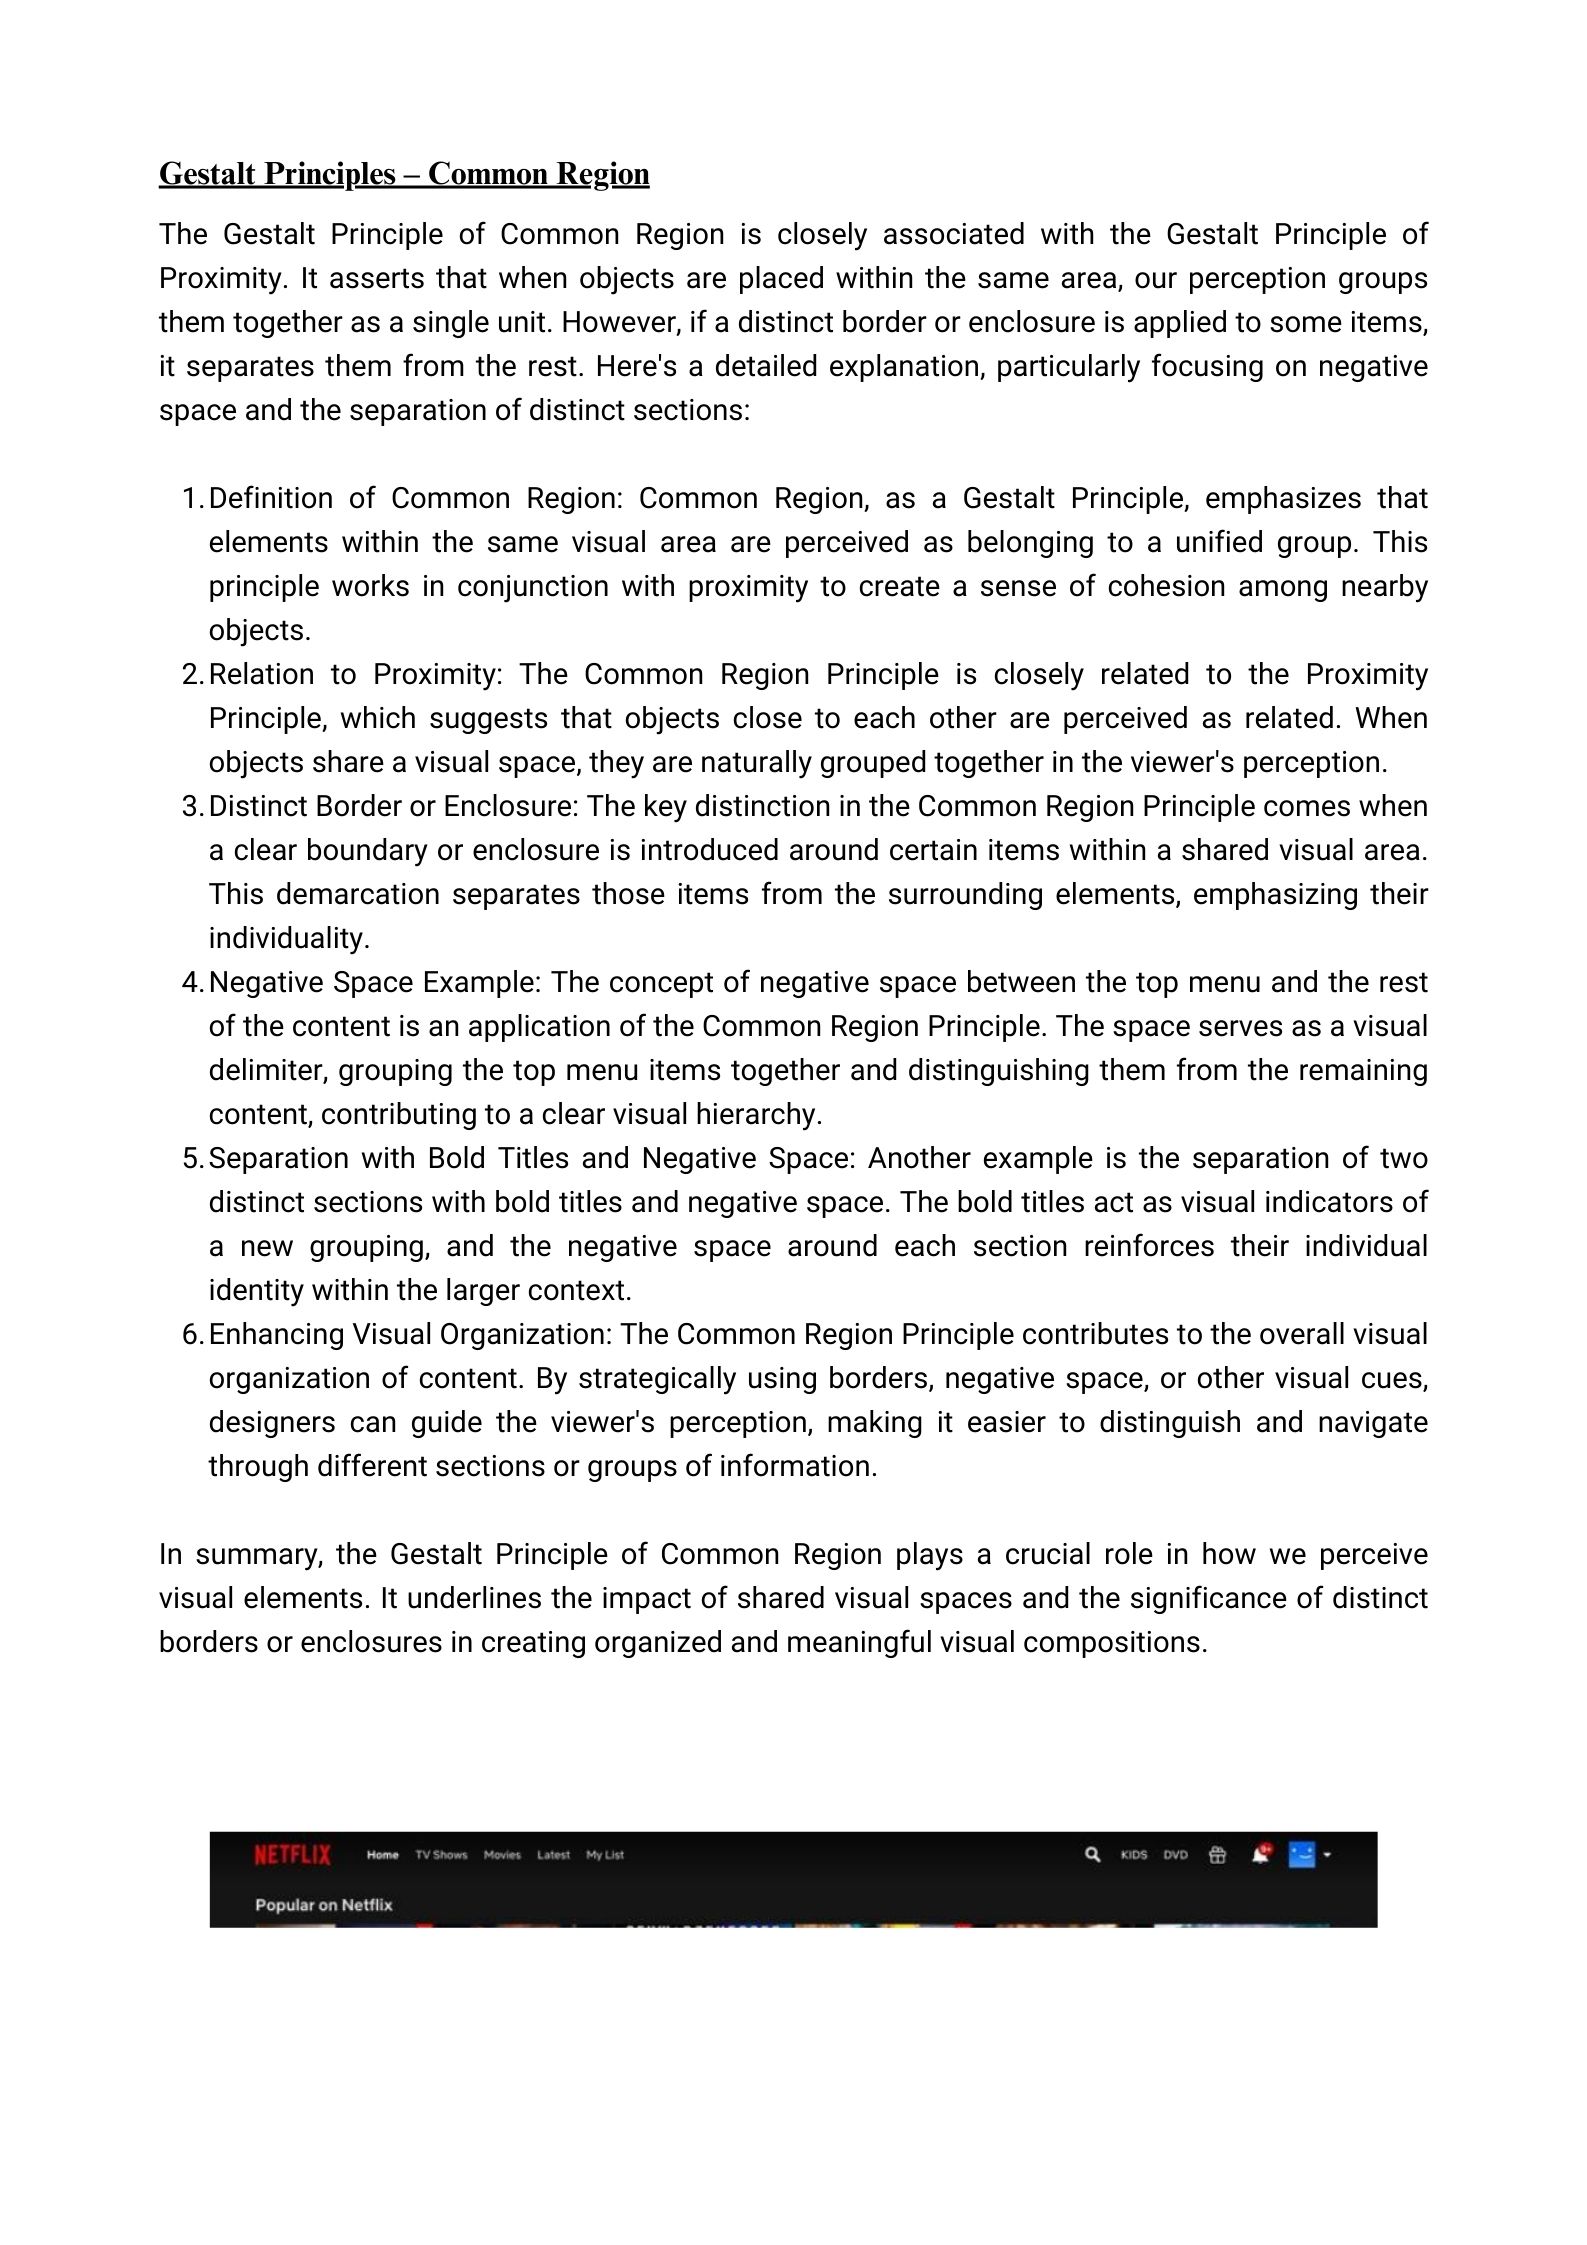 Gestalt Principles – Common Region
The Gestalt Principle of Common Region is closely associated with the Gestalt Principle of
Proximity. It asserts that when objects are placed within the same area, our perception groups
them together as a single unit. However, if a distinct border or enclosure is applied to some items,
it separates them from the rest. Here's a detailed explanation, particularly focusing on negative
space and the separation of distinct sections:
1. Definition of Common Region: Common Region, as a Gestalt Principle, emphasizes that
elements within the same visual area are perceived as belonging to a unified group. This
principle works in conjunction with proximity to create a sense of cohesion among nearby
objects.
2. Relation to Proximity: The Common Region Principle is closely related to the Proximity
Principle, which suggests that objects close to each other are perceived as related. When
objects share a visual space, they are naturally grouped together in the viewer's perception.
3. Distinct Border or Enclosure: The key distinction in the Common Region Principle comes when
a clear boundary or enclosure is introduced around certain items within a shared visual area.
This demarcation separates those items from the surrounding elements, emphasizing their
individuality.
4. Negative Space Example: The concept of negative space between the top menu and the rest
of the content is an application of the Common Region Principle. The space serves as a visual
delimiter, grouping the top menu items together and distinguishing them from the remaining
content, contributing to a clear visual hierarchy.
5. Separation with Bold Titles and Negative Space: Another example is the separation of two
distinct sections with bold titles and negative space. The bold titles act as visual indicators of
a new grouping, and the negative space around each section reinforces their individual
identity within the larger context.
6. Enhancing Visual Organization: The Common Region Principle contributes to the overall visual
organization of content. By strategically using borders, negative space, or other visual cues,
designers can guide the viewer's perception, making it easier to distinguish and navigate
through different sections or groups of information.
In summary, the Gestalt Principle of Common Region plays a crucial role in how we perceive
visual elements. It underlines the impact of shared visual spaces and the significance of distinct
borders or enclosures in creating organized and meaningful visual compositions.
NETFLIX Home TV Shows Movies Latest My List KIDS DVD
Popular on Netflix